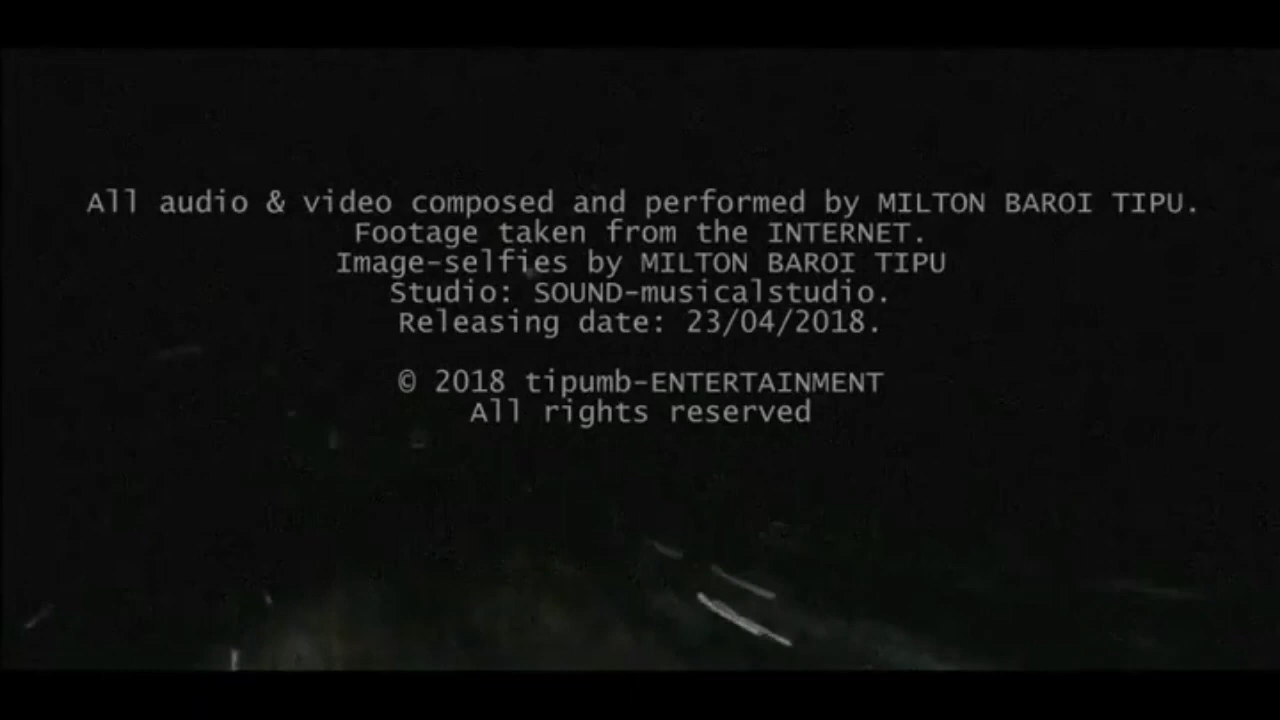 All audio & video composed and performed by MILTON BAROI TIPU.
Footage taken from the INTERNET.
Image-selfies by MILTON BAROI TIPU
Studio: SOUND-musicalstudio.
Releasing date: 23/04/2018.
© 2018 tipumb-ENTERTAINMENT
All rights reserved